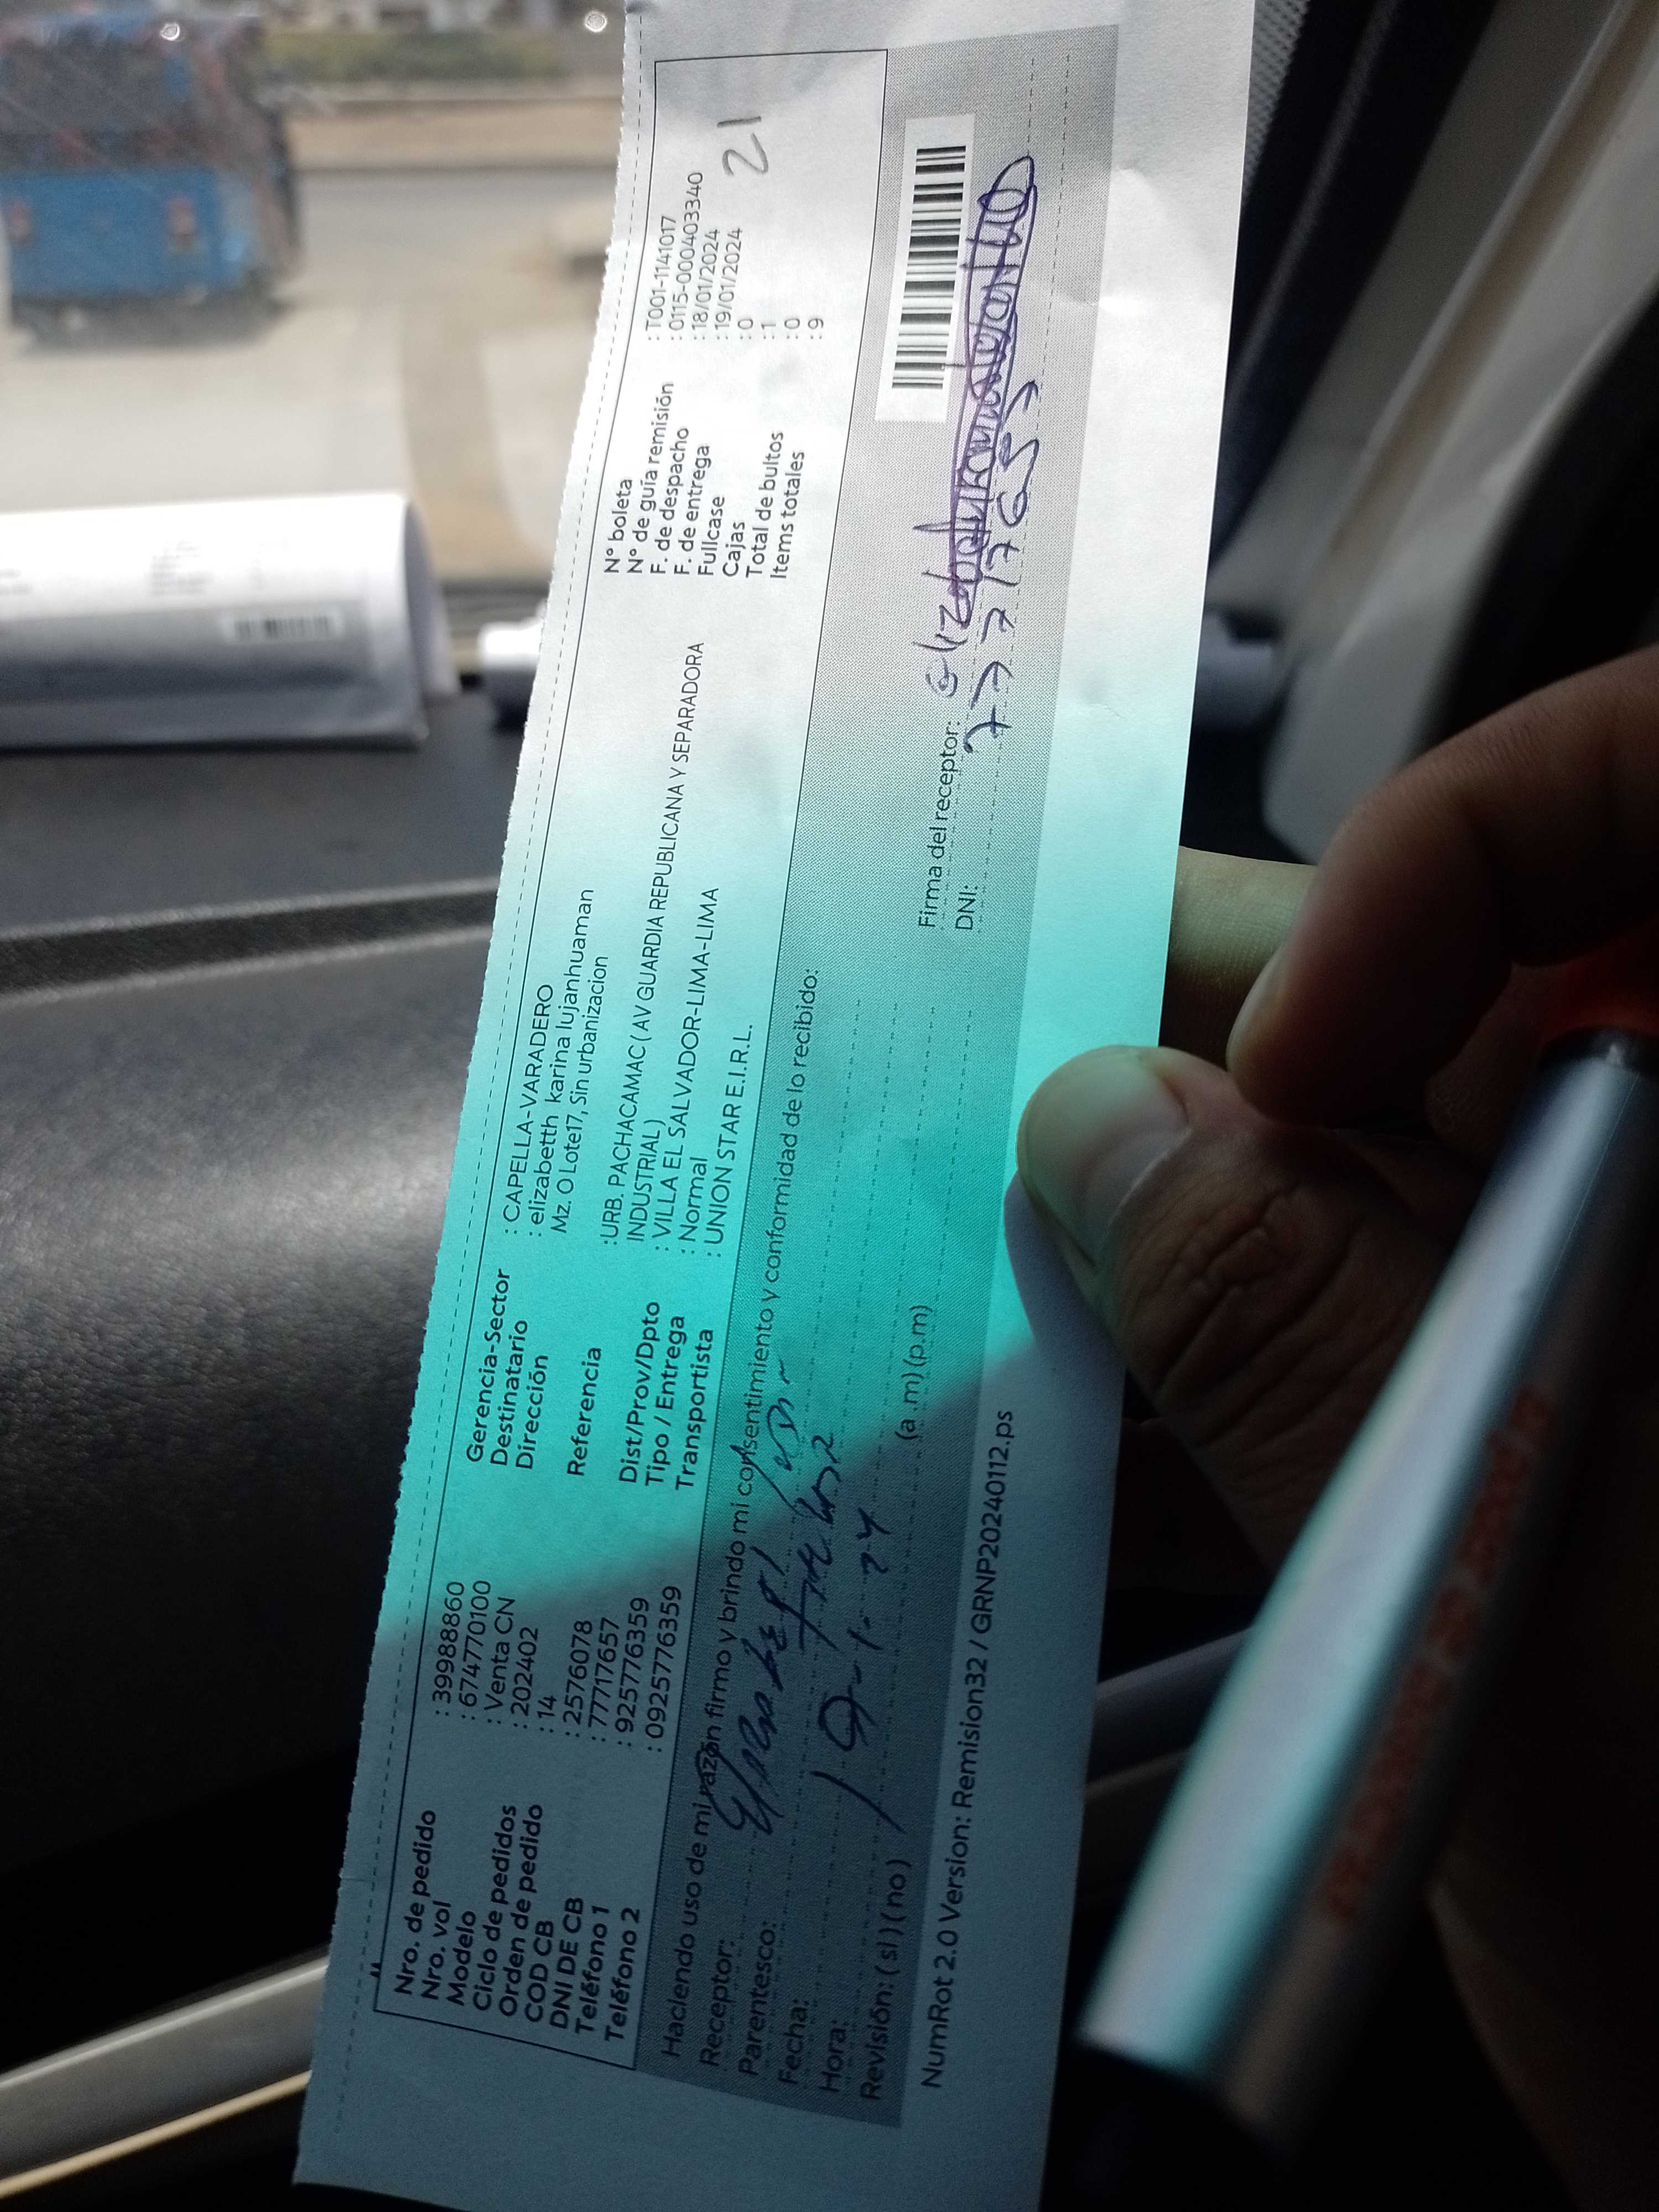 Nro. de pedido : 39988860
Nro. vol : 674770100
Modelo : Venta CN
Ciclo de pedidos : 202402
Orden de pedido : 14
COD CB : 2576078
DNI DE CB : 77717657
Teléfono 1 : 925776359
Teléfono 2 : 0925776359
Gerencia-Sector : CAPELLA-VARADERO
Destinatario : elizabetth karina lujanhuaman
Dirección Mz. O Lote17, Sin urbanizacion
Referencia :URB. PACHACAMAC ( AV GUARDIA REPUBLICANA Y SEPARADORA
INDUSTRIAL)
Dist/Prov/Dpto : VILLA EL SALVADOR-LIMA-LIMA
Tipo / Entrega : Normal
Transportista : UNION STAR E.I.R.L.
N° boleta : T001-1141017
N° de guía remisión : 0115-000403340
F. de despacho : 18/01/2024
F. de entrega : 19/01/2024
Fullcase : 0
Cajas : 1
Total de bultos : 0
Items totales : 9
21
Haciendo uso de mi razón firmo y brindo mi consentimiento y conformidad de lo recibido:
Receptor:
Parentesco:
Fecha: 19-1-24
Hora: (a .m) (p.m)
Revisión: ( si ) ( no )
Firma del receptor:
DNI: 77717657
NumRot 2.0 Version: Remision32 / GRNP20240112.ps